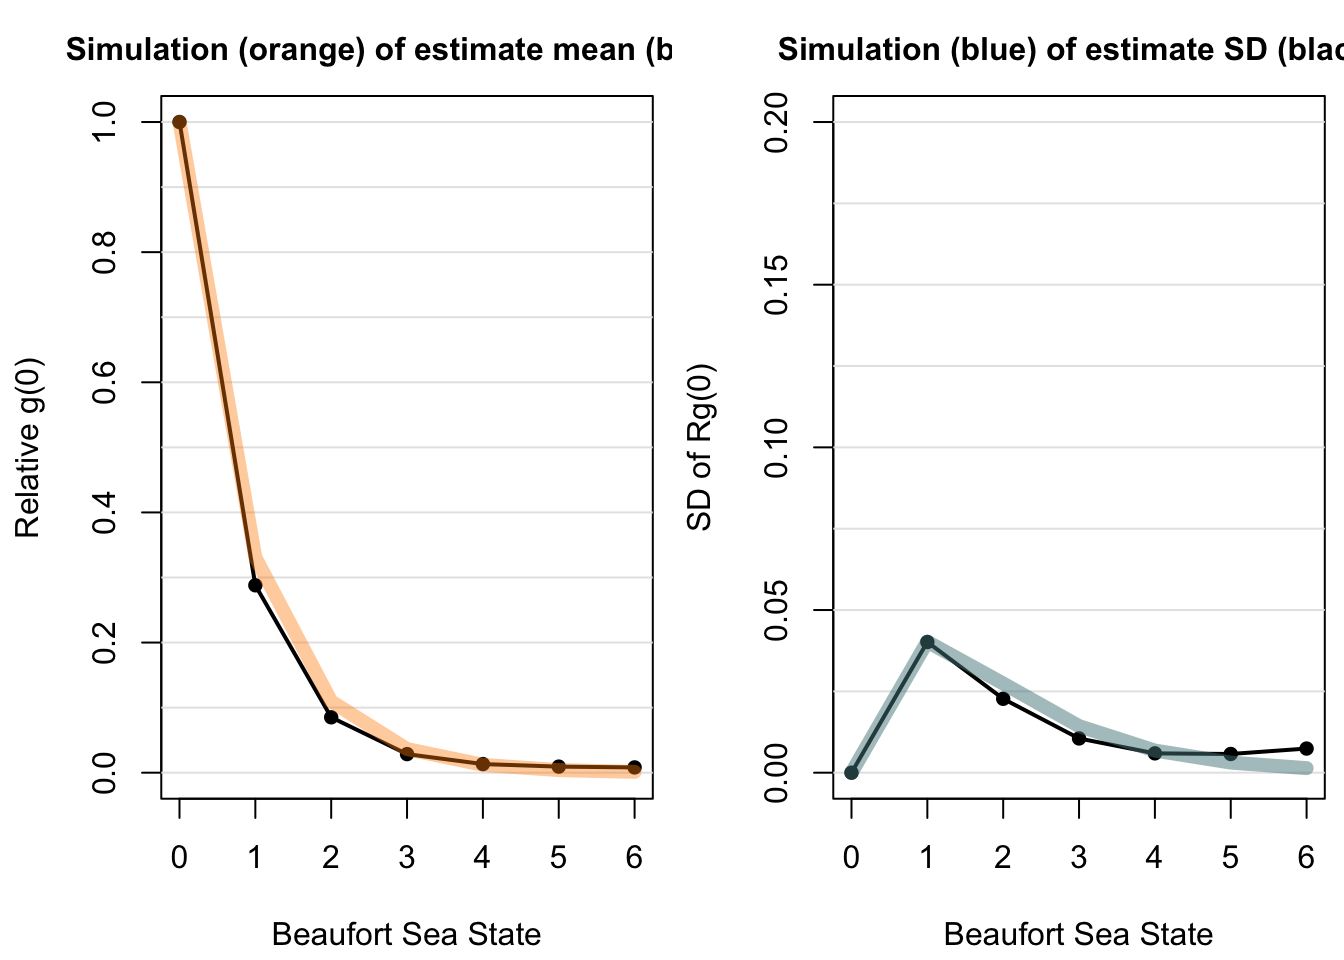 Simulation (orange) of estimate mean (b
Relative g(0)
1.0
0.8
0.6
0.4
0.2
0.0
0 1 2 3 4 5 6
Beaufort Sea State
Simulation (blue) of estimate SD (blac
SD of Rg(0)
0.20
0.15
0.10
0.05
0.00
0 1 2 3 4 5 6
Beaufort Sea State